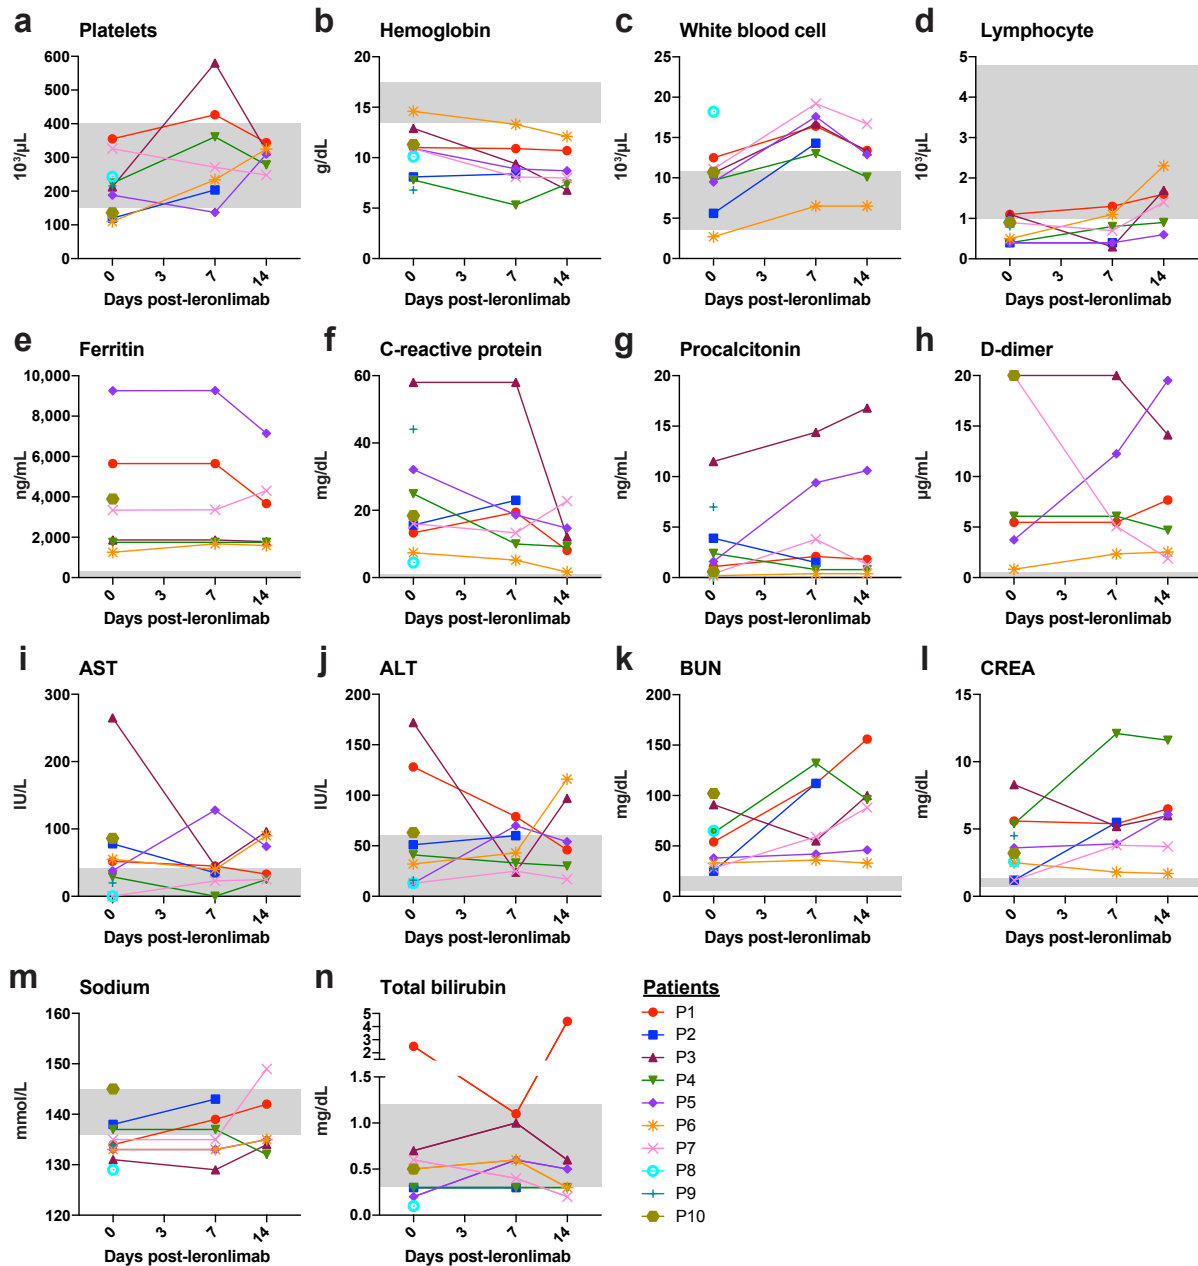 a Platelets
600
500
400
300
200
100
0
10³/µL
0 3 7 14
Days post-leronlimab
b Hemoglobin
20
15
10
5
0
g/dL
0 3 7 14
Days post-leronlimab
c White blood cell
25
20
15
10
5
0
10³/µL
0 3 7 14
Days post-leronlimab
d Lymphocyte
5
4
3
2
1
0
10³/µL
0 3 7 14
Days post-leronlimab
e Ferritin
10,000
8,000
6,000
4,000
2,000
0
ng/mL
0 3 7 14
Days post-leronlimab
f C-reactive protein
60
40
20
0
mg/dL
0 3 7 14
Days post-leronlimab
g Procalcitonin
20
15
10
5
0
ng/mL
0 3 7 14
Days post-leronlimab
h D-dimer
20
15
10
5
0
µg/mL
0 3 7 14
Days post-leronlimab
i AST
300
200
100
0
IU/L
0 3 7 14
Days post-leronlimab
j ALT
200
150
100
50
0
IU/L
0 3 7 14
Days post-leronlimab
k BUN
200
150
100
50
0
mg/dL
0 3 7 14
Days post-leronlimab
l CREA
15
10
5
0
mg/dL
0 3 7 14
Days post-leronlimab
m Sodium
160
150
140
130
120
mmol/L
0 3 7 14
Days post-leronlimab
n Total bilirubin
5
4
3
2
1.5
1.0
0.5
0.0
mg/dL
0 3 7 14
Days post-leronlimab
Patients
P1
P2
P3
P4
P5
P6
P7
P8
P9
P10